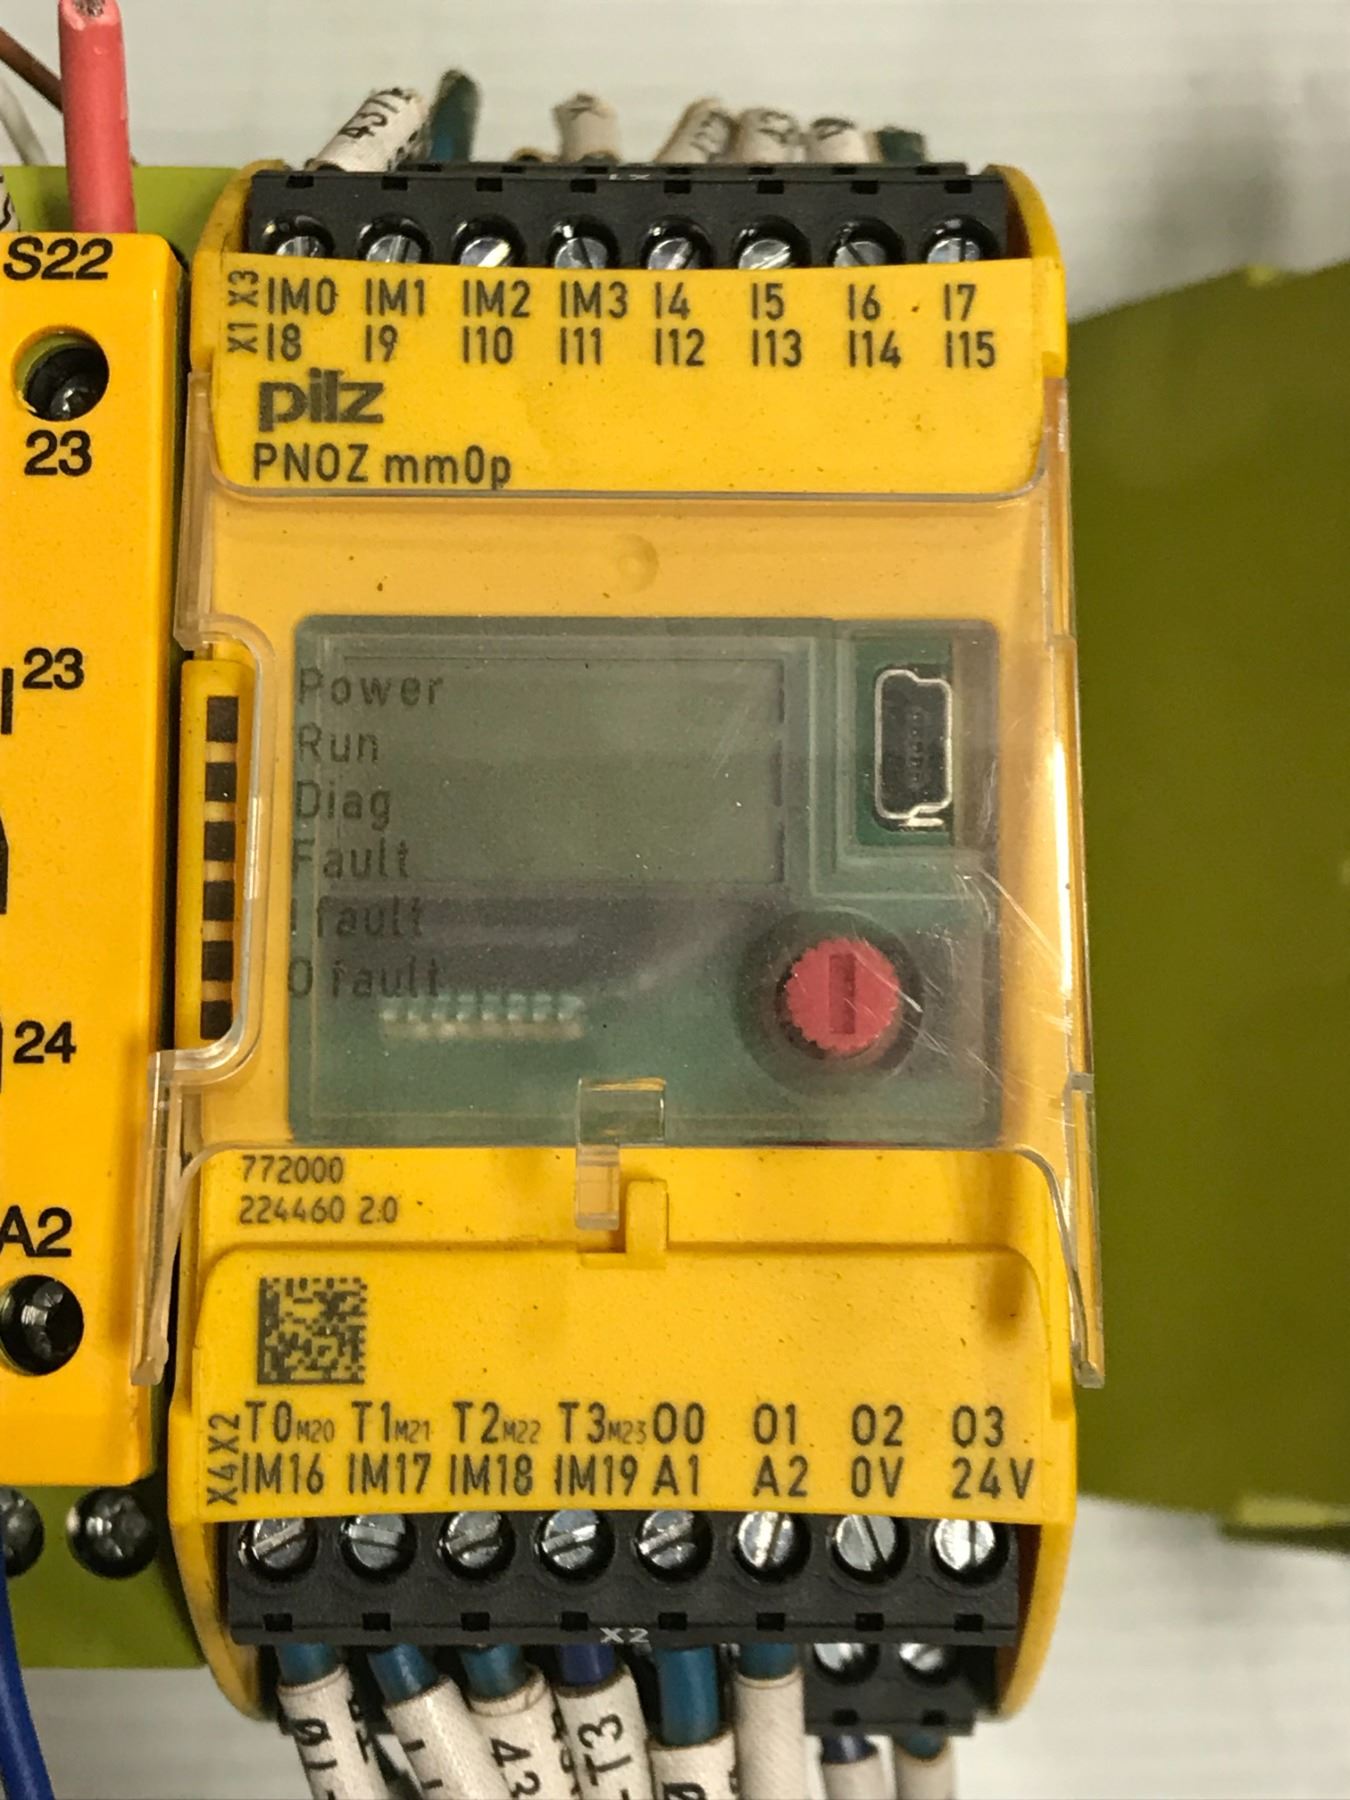 S22
23
23
24
A2
X3 IM0 IM1 IM2 IM3 I4 I5 I6 I7
X1 I8 I9 I10 I11 I12 I13 I14 I15
pilz
PNOZ mm0p
Power
Run
Diag
Fault
I fault
O fault
772000
224460 2.0
X2 T0M20 T1M21 T2M22 T3M23 O0 O1 O2 O3
X4 IM16 IM17 IM18 IM19 A1 A2 0V 24V
X2
T3